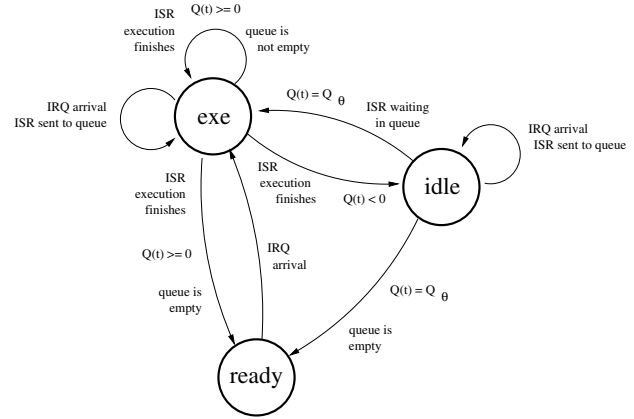 Q(t) >= 0
ISR
execution
finishes
queue is
not empty
IRQ arrival
ISR sent to queue
exe
Q(t) = Q θ
ISR waiting
in queue
IRQ arrival
ISR sent to queue
idle
ISR
execution
finishes
Q(t) < 0
ISR
execution
finishes
Q(t) >= 0
queue is
empty
IRQ
arrival
Q(t) = Q θ
queue is
empty
ready